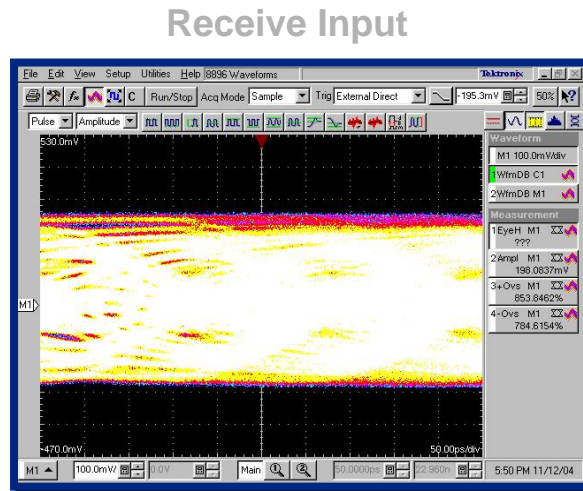 Receive Input
File Edit View Setup Utilities Help 8896 Waveforms Tektronix
Run/Stop Acq Mode Sample Trig External Direct -195.3mV 50%
Pulse Amplitude
530.0mV
Waveform
M1 100.0mV/div
1 WfmDB C1
2 WfmDB M1
Measurement
1 EyeH M1
???
2 Ampl M1
198.0837mV
3 +Ovs M1
853.8462%
4 -Ovs M1
784.6154%
M1
-470.0mV
50.00ps/div
M1 100.0mV/ 0.0V Main 50.0000ps 22.960n 5:50 PM 11/12/04